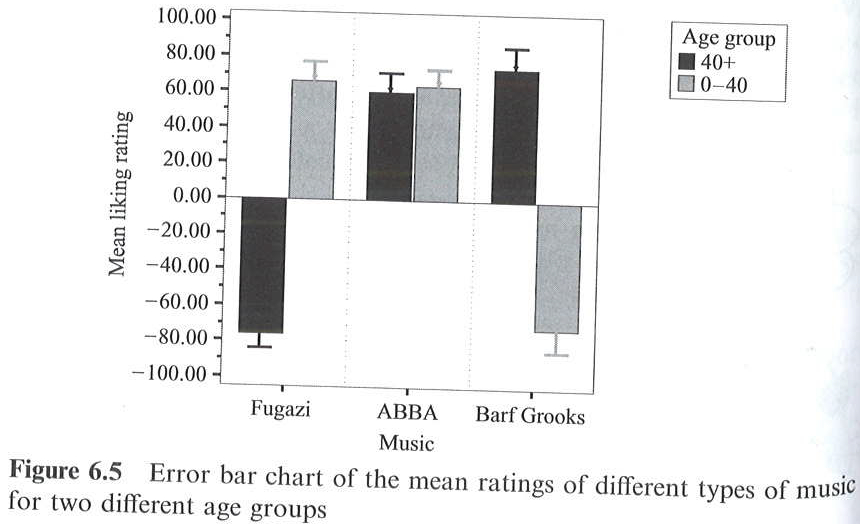 100.00
80.00
60.00
40.00
20.00
0.00
−20.00
−40.00
−60.00
−80.00
−100.00
Mean liking rating
Fugazi
ABBA
Barf Grooks
Music
Age group
40+
0–40
Figure 6.5 Error bar chart of the mean ratings of different types of music
for two different age groups